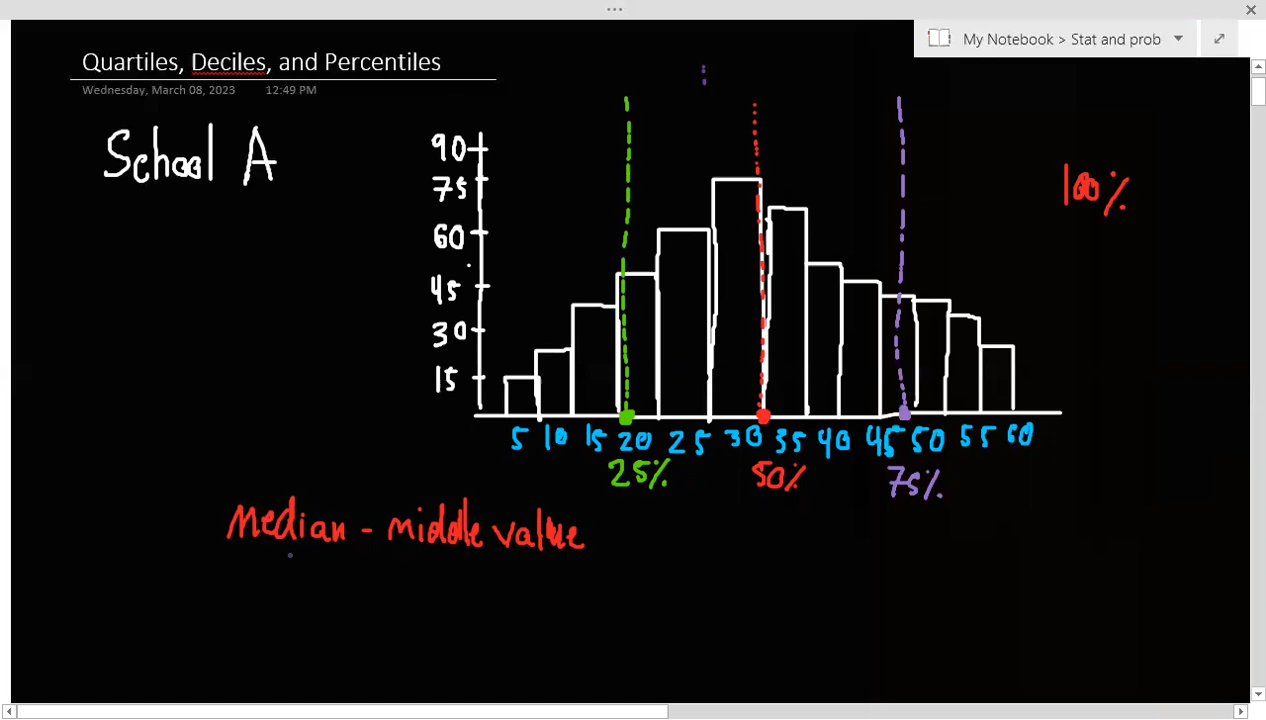 My Notebook > Stat and prob
Quartiles, Deciles, and Percentiles
Wednesday, March 08, 2023 12:49 PM
School A
90
75
60
45
30
15
100%
5 10 15 20 25 30 35 40 45 50 55 60
25% 50% 75%
Median - middle value